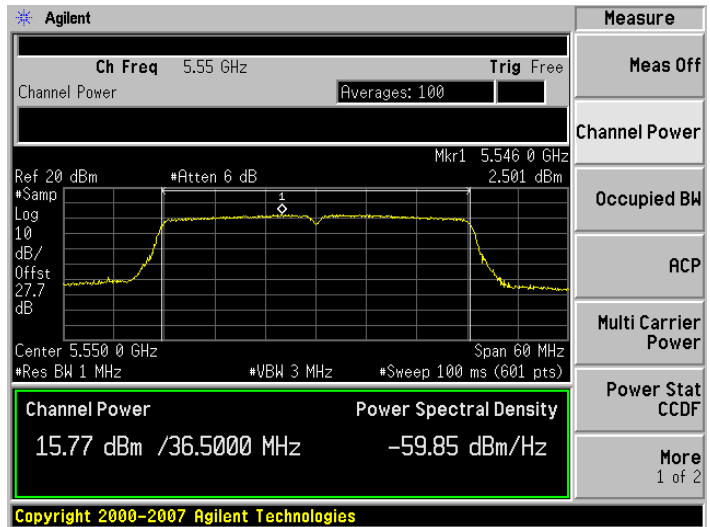 Agilent
Measure
Ch Freq 5.55 GHz Trig Free
Channel Power Averages: 100
Mkr1 5.546 0 GHz
Ref 20 dBm #Atten 6 dB 2.501 dBm
#Samp
Log
10
dB/
Offst
27.7
dB
1
Center 5.550 0 GHz Span 60 MHz
#Res BW 1 MHz #VBW 3 MHz #Sweep 100 ms (601 pts)
Channel Power Power Spectral Density
15.77 dBm /36.5000 MHz -59.85 dBm/Hz
Copyright 2000-2007 Agilent Technologies
Meas Off
Channel Power
Occupied BW
ACP
Multi Carrier
Power
Power Stat
CCDF
More
1 of 2